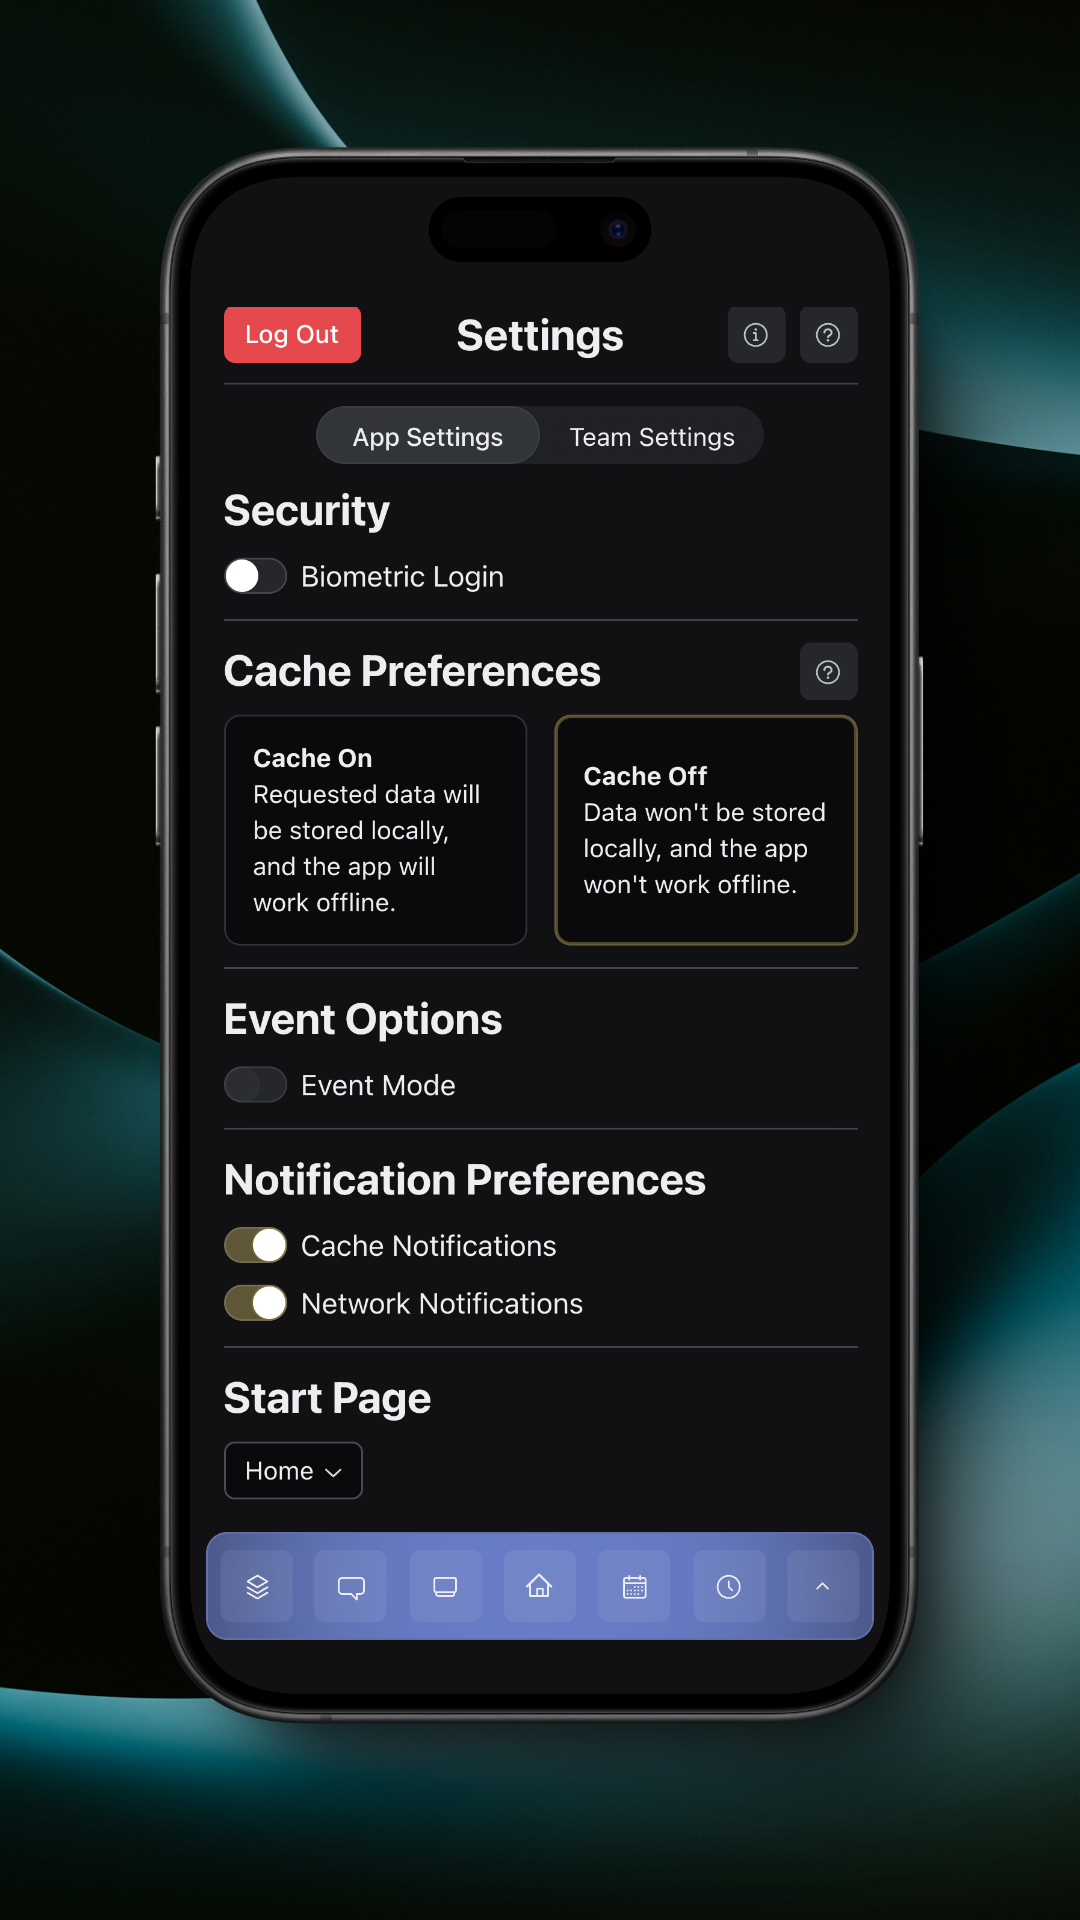 Log Out
Settings
App Settings
Team Settings
Security
Biometric Login
Cache Preferences
Cache On
Requested data will
be stored locally,
and the app will
work offline.
Cache Off
Data won't be stored
locally, and the app
won't work offline.
Event Options
Event Mode
Notification Preferences
Cache Notifications
Network Notifications
Start Page
Home